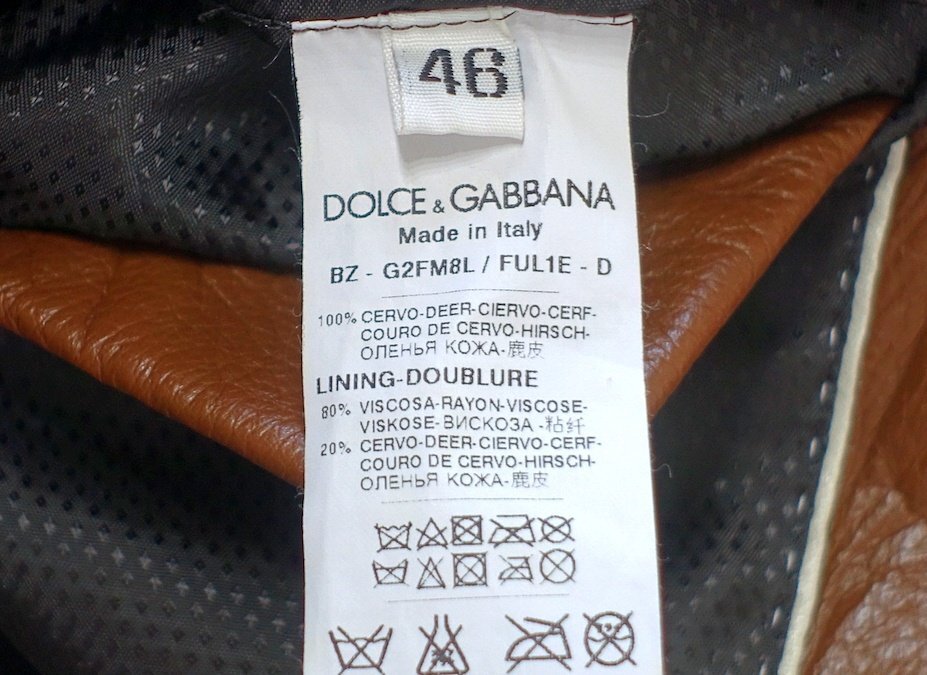 46
DOLCE & GABBANA
Made in Italy
BZ - G2FM8L / FUL1E - D
100% CERVO-DEER-CIERVO-CERF-
COURO DE CERVO-HIRSCH-
ОЛЕНЬЯ КОЖА-鹿皮
LINING-DOUBLURE
80% VISCOSA-RAYON-VISCOSE-
VISKOSE-ВИСКОЗА -粘纤
20% CERVO-DEER-CIERVO-CERF-
COURO DE CERVO-HIRSCH-
ОЛЕНЬЯ КОЖА-鹿皮